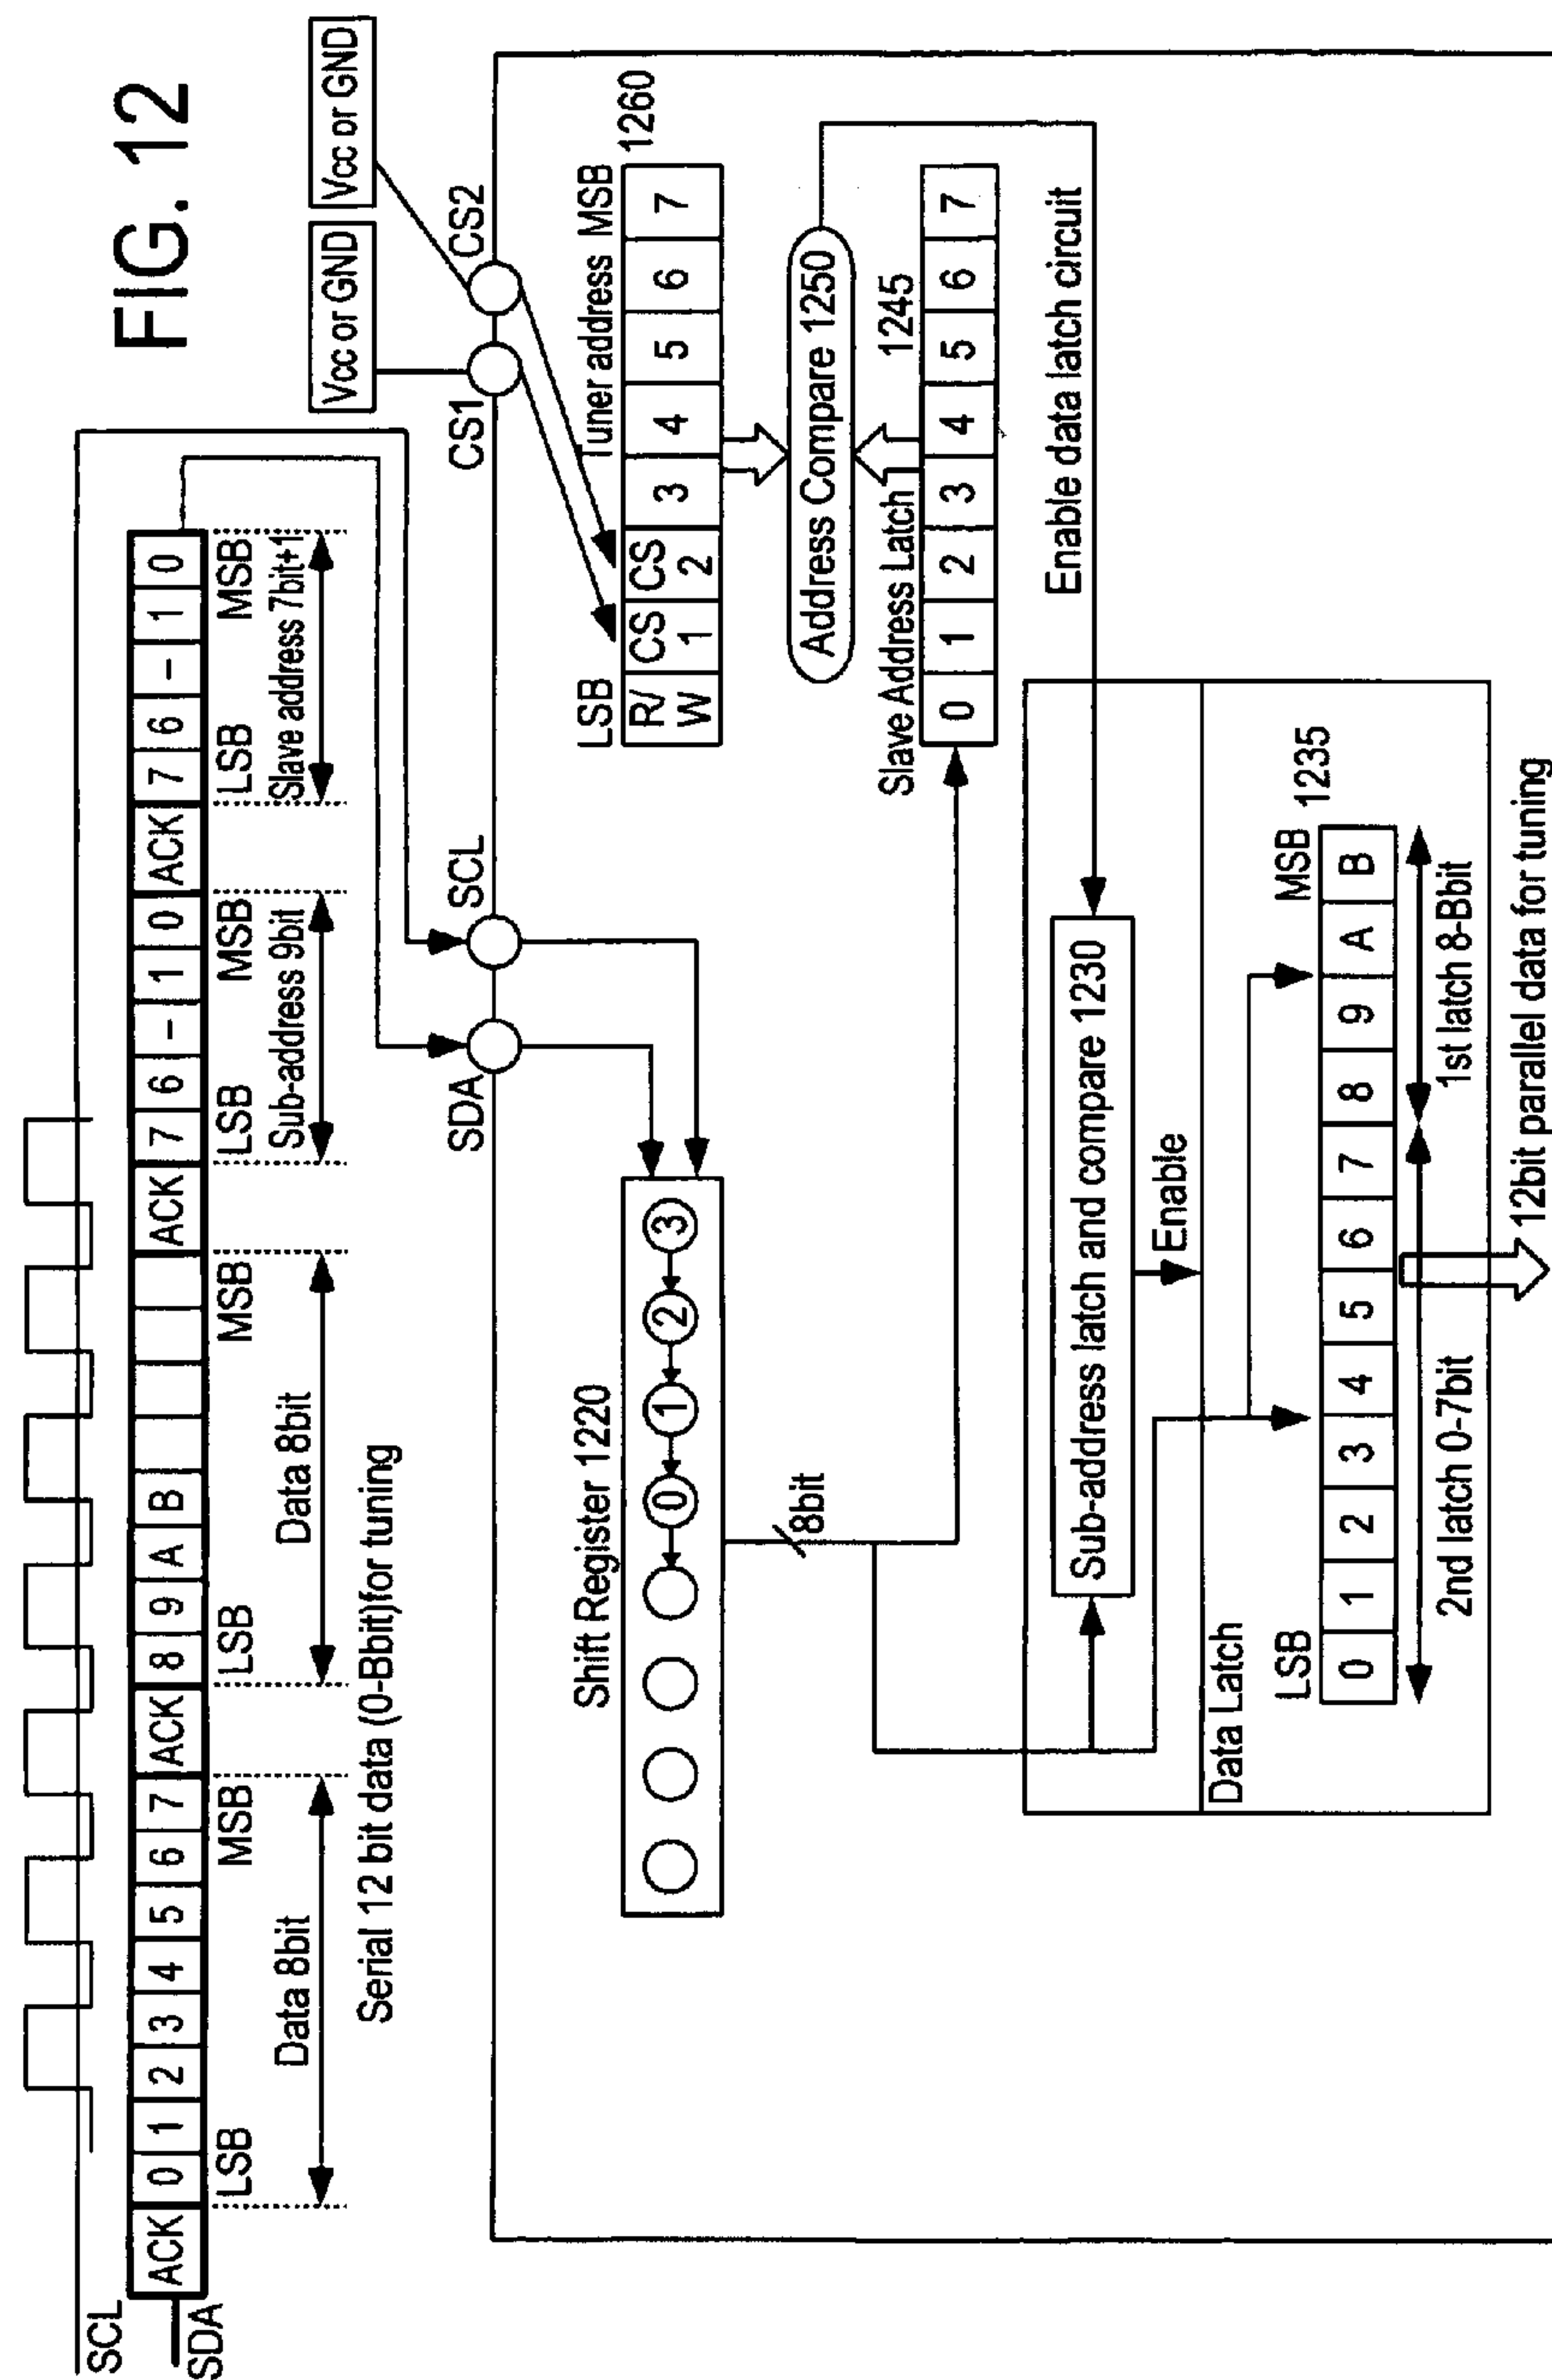 FIG. 12
SCL
SDA
ACK 0 1 2 3 4 5 6 7 ACK 8 9 A B ACK 7 6 – 1 0 ACK 7 6 – 1 0
LSB MSB LSB MSB LSB MSB LSB MSB
Data 8bit Data 8bit Sub-address 9bit Slave address 7bit+1
Serial 12 bit data (0-Bbit)for tuning
Vcc or GND Vcc or GND
SDA SCL CS1 CS2
Shift Register 1220
3 2 1 0
8bit
LSB Tuner address MSB
R/W CS1 CS2 3 4 5 6 7
1260
Address Compare 1250
Slave Address Latch 1245
0 1 2 3 4 5 6 7
Enable data latch circuit
Sub-address latch and compare 1230
Enable
Data Latch
LSB MSB 1235
0 1 2 3 4 5 6 7 8 9 A B
2nd latch 0-7bit 1st latch 8-Bbit
12bit parallel data for tuning